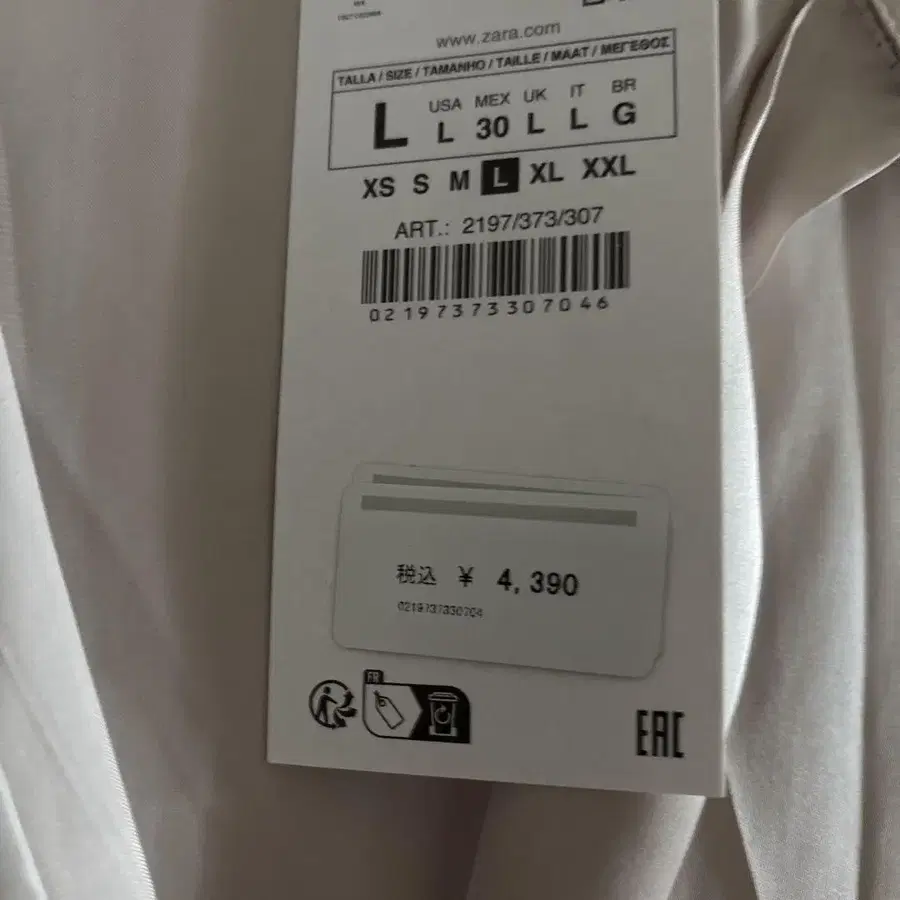 www.zara.com
TALLA / SIZE / TAMANHO / TAILLE / MAAT / ΜΕΓΕΘΟΣ
L USA L MEX 30 UK L IT L BR G
XS S M L XL XXL
ART.: 2197/373/307
02197373307046
税込 ¥ 4,390
0219737330704
FR
EAC